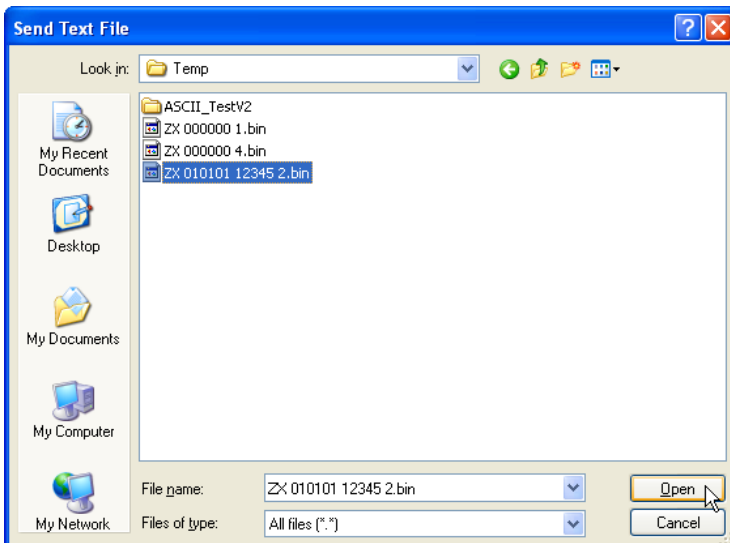 Send Text File
Look in:
Temp
ASCII_TestV2
ZX 000000 1.bin
ZX 000000 4.bin
ZX 010101 12345 2.bin
My Recent
Documents
Desktop
My Documents
My Computer
My Network
File name:
ZX 010101 12345 2.bin
Open
Files of type:
All files (*.*)
Cancel